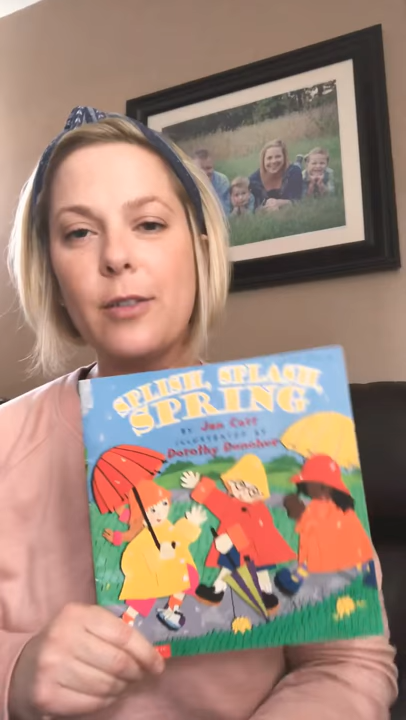 SPLISH, SPLASH,
SPRING
BY Jan Carr
ILLUSTRATED BY
Dorothy Donohue